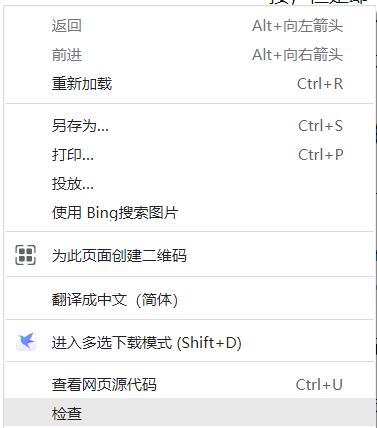 返回 Alt+向左箭头
前进 Alt+向右箭头
重新加载 Ctrl+R
另存为... Ctrl+S
打印... Ctrl+P
投放...
使用 Bing搜索图片
为此页面创建二维码
翻译成中文（简体）
进入多选下载模式 (Shift+D)
查看网页源代码 Ctrl+U
检查